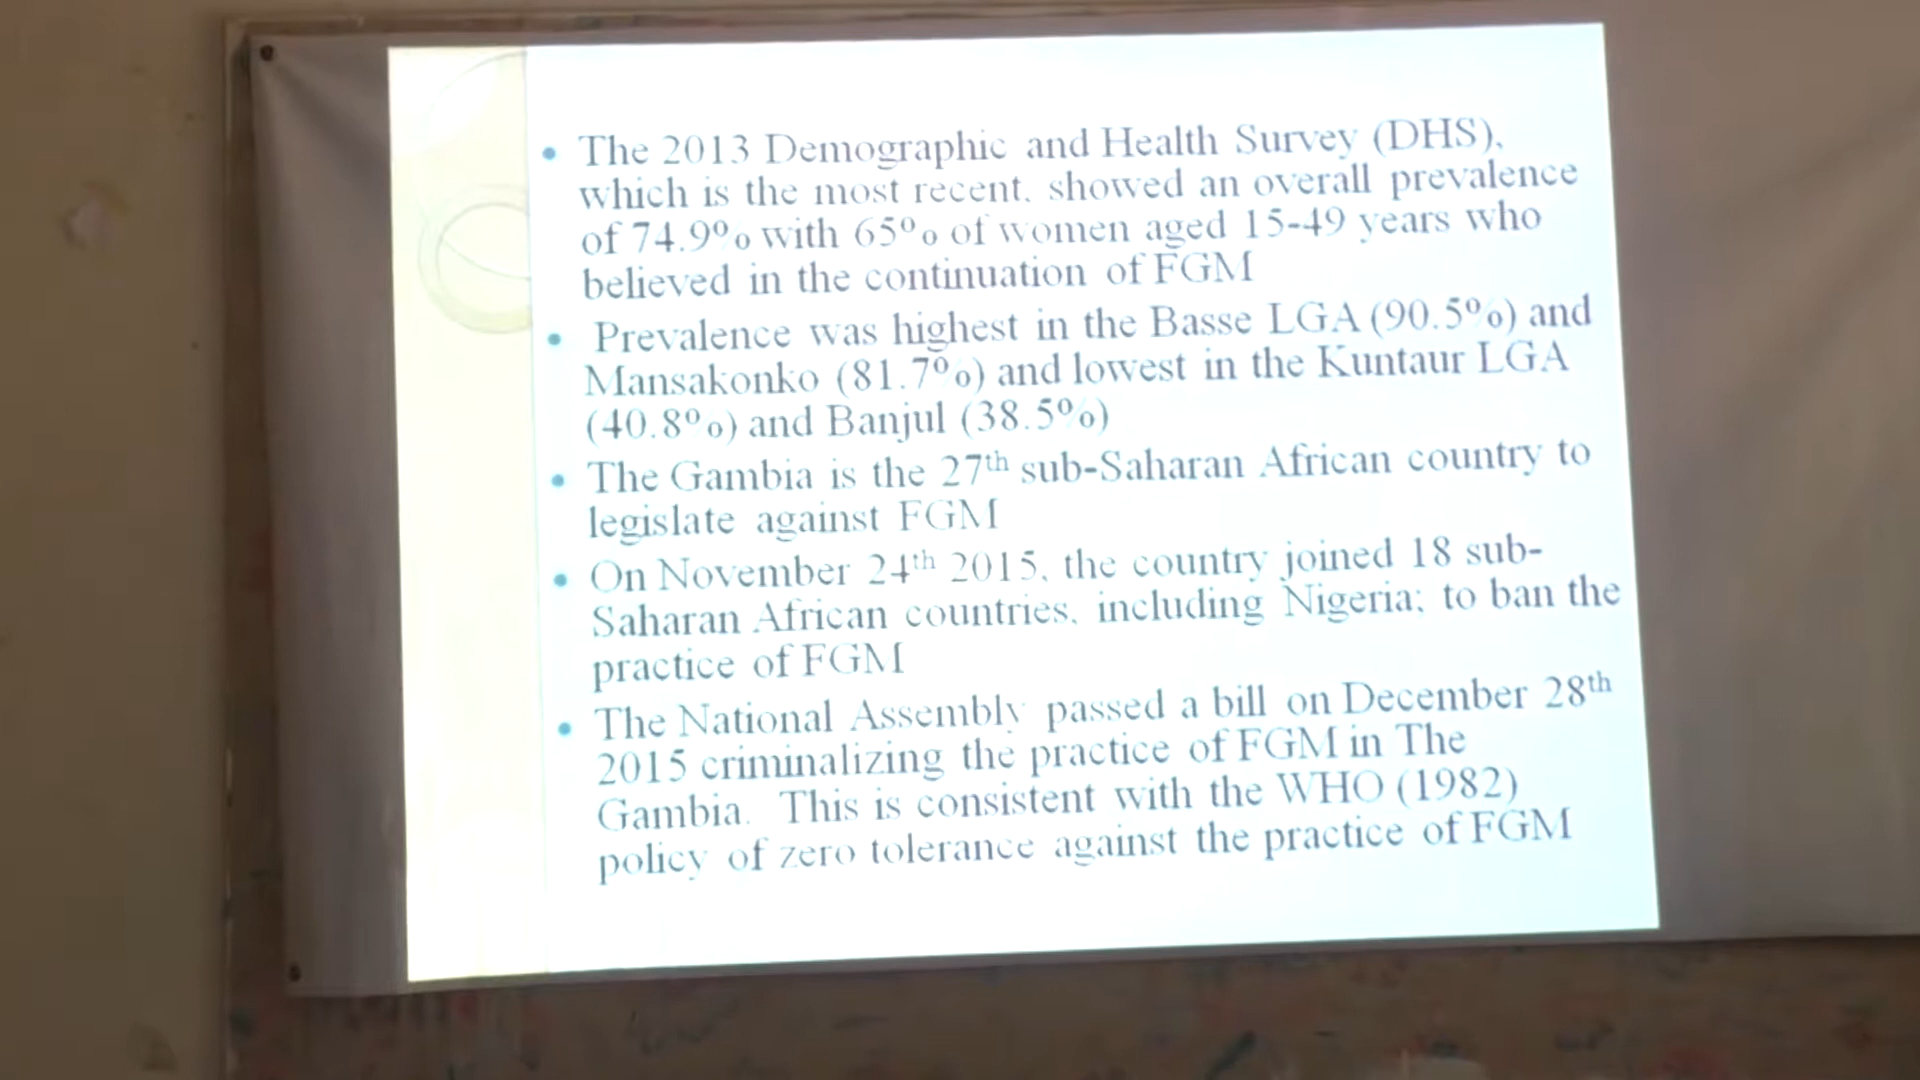 • The 2013 Demographic and Health Survey (DHS),
which is the most recent, showed an overall prevalence
of 74.9% with 65% of women aged 15-49 years who
believed in the continuation of FGM
• Prevalence was highest in the Basse LGA (90.5%) and
Mansakonko (81.7%) and lowest in the Kuntaur LGA
(40.8%) and Banjul (38.5%)
• The Gambia is the 27th sub-Saharan African country to
legislate against FGM
• On November 24th 2015, the country joined 18 sub-
Saharan African countries, including Nigeria; to ban the
practice of FGM
• The National Assembly passed a bill on December 28th
2015 criminalizing the practice of FGM in The
Gambia. This is consistent with the WHO (1982)
policy of zero tolerance against the practice of FGM